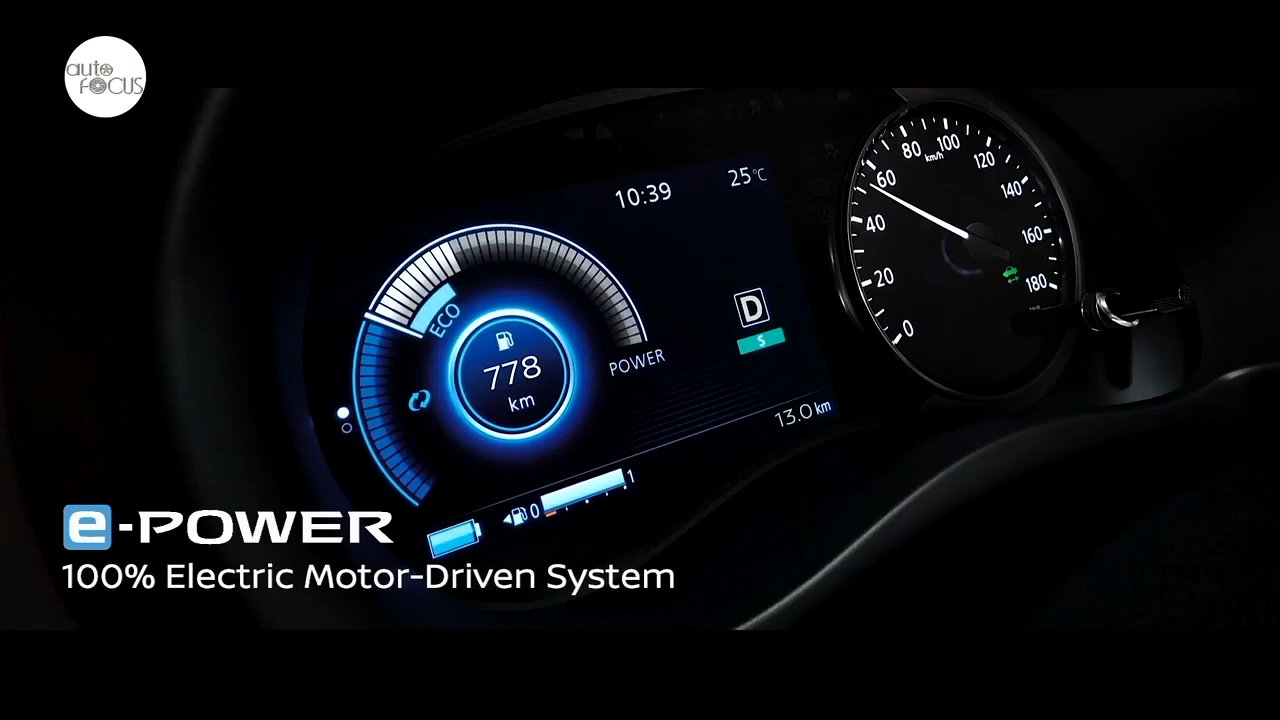 auto
FOCUS
10:39
25°C
ECO
778
km
POWER
D
S
13.0 km
0
1
0
20
40
60
80
100
120
140
160
180
km/h
e-POWER
100% Electric Motor-Driven System